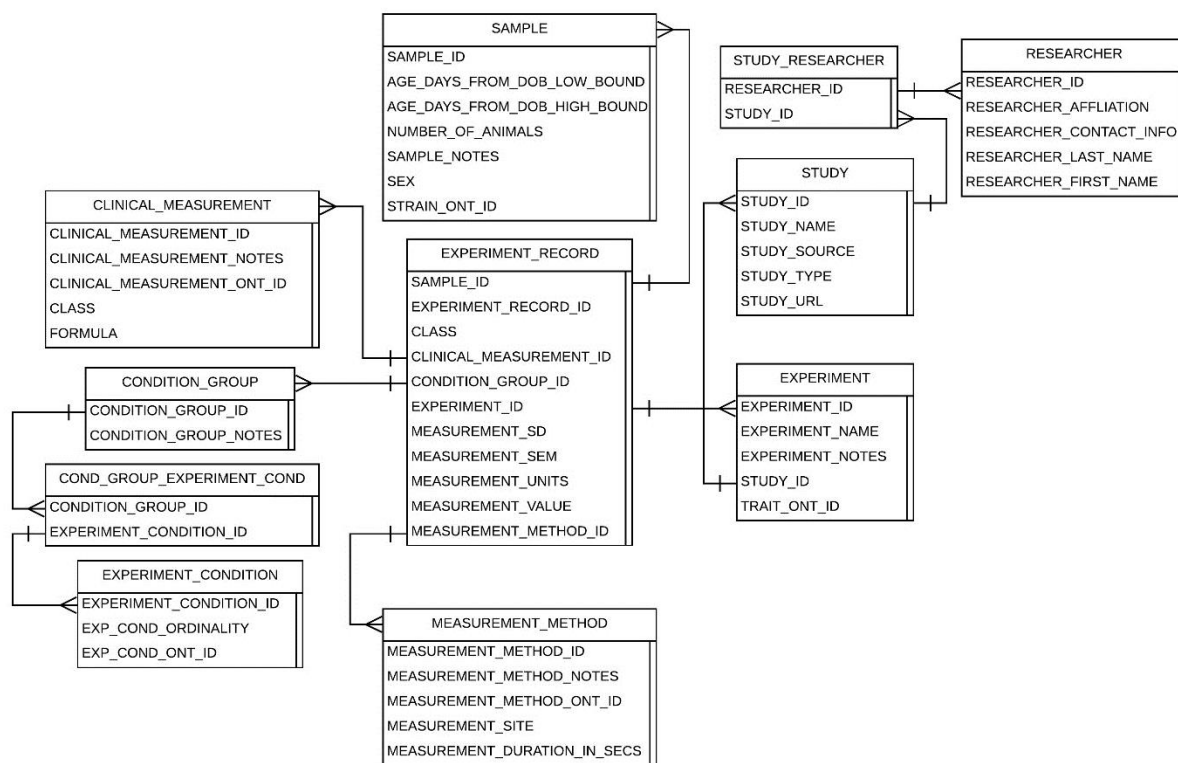 SAMPLE
SAMPLE_ID
AGE_DAYS_FROM_DOB_LOW_BOUND
AGE_DAYS_FROM_DOB_HIGH_BOUND
NUMBER_OF_ANIMALS
SAMPLE_NOTES
SEX
STRAIN_ONT_ID
STUDY_RESEARCHER
RESEARCHER_ID
STUDY_ID
RESEARCHER
RESEARCHER_ID
RESEARCHER_AFFLIATION
RESEARCHER_CONTACT_INFO
RESEARCHER_LAST_NAME
RESEARCHER_FIRST_NAME
CLINICAL_MEASUREMENT
CLINICAL_MEASUREMENT_ID
CLINICAL_MEASUREMENT_NOTES
CLINICAL_MEASUREMENT_ONT_ID
CLASS
FORMULA
EXPERIMENT_RECORD
SAMPLE_ID
EXPERIMENT_RECORD_ID
CLASS
CLINICAL_MEASUREMENT_ID
CONDITION_GROUP_ID
EXPERIMENT_ID
MEASUREMENT_SD
MEASUREMENT_SEM
MEASUREMENT_UNITS
MEASUREMENT_VALUE
MEASUREMENT_METHOD_ID
STUDY
STUDY_ID
STUDY_NAME
STUDY_SOURCE
STUDY_TYPE
STUDY_URL
CONDITION_GROUP
CONDITION_GROUP_ID
CONDITION_GROUP_NOTES
EXPERIMENT
EXPERIMENT_ID
EXPERIMENT_NAME
EXPERIMENT_NOTES
STUDY_ID
TRAIT_ONT_ID
COND_GROUP_EXPERIMENT_COND
CONDITION_GROUP_ID
EXPERIMENT_CONDITION_ID
EXPERIMENT_CONDITION
EXPERIMENT_CONDITION_ID
EXP_COND_ORDINALITY
EXP_COND_ONT_ID
MEASUREMENT_METHOD
MEASUREMENT_METHOD_ID
MEASUREMENT_METHOD_NOTES
MEASUREMENT_METHOD_ONT_ID
MEASUREMENT_SITE
MEASUREMENT_DURATION_IN_SECS